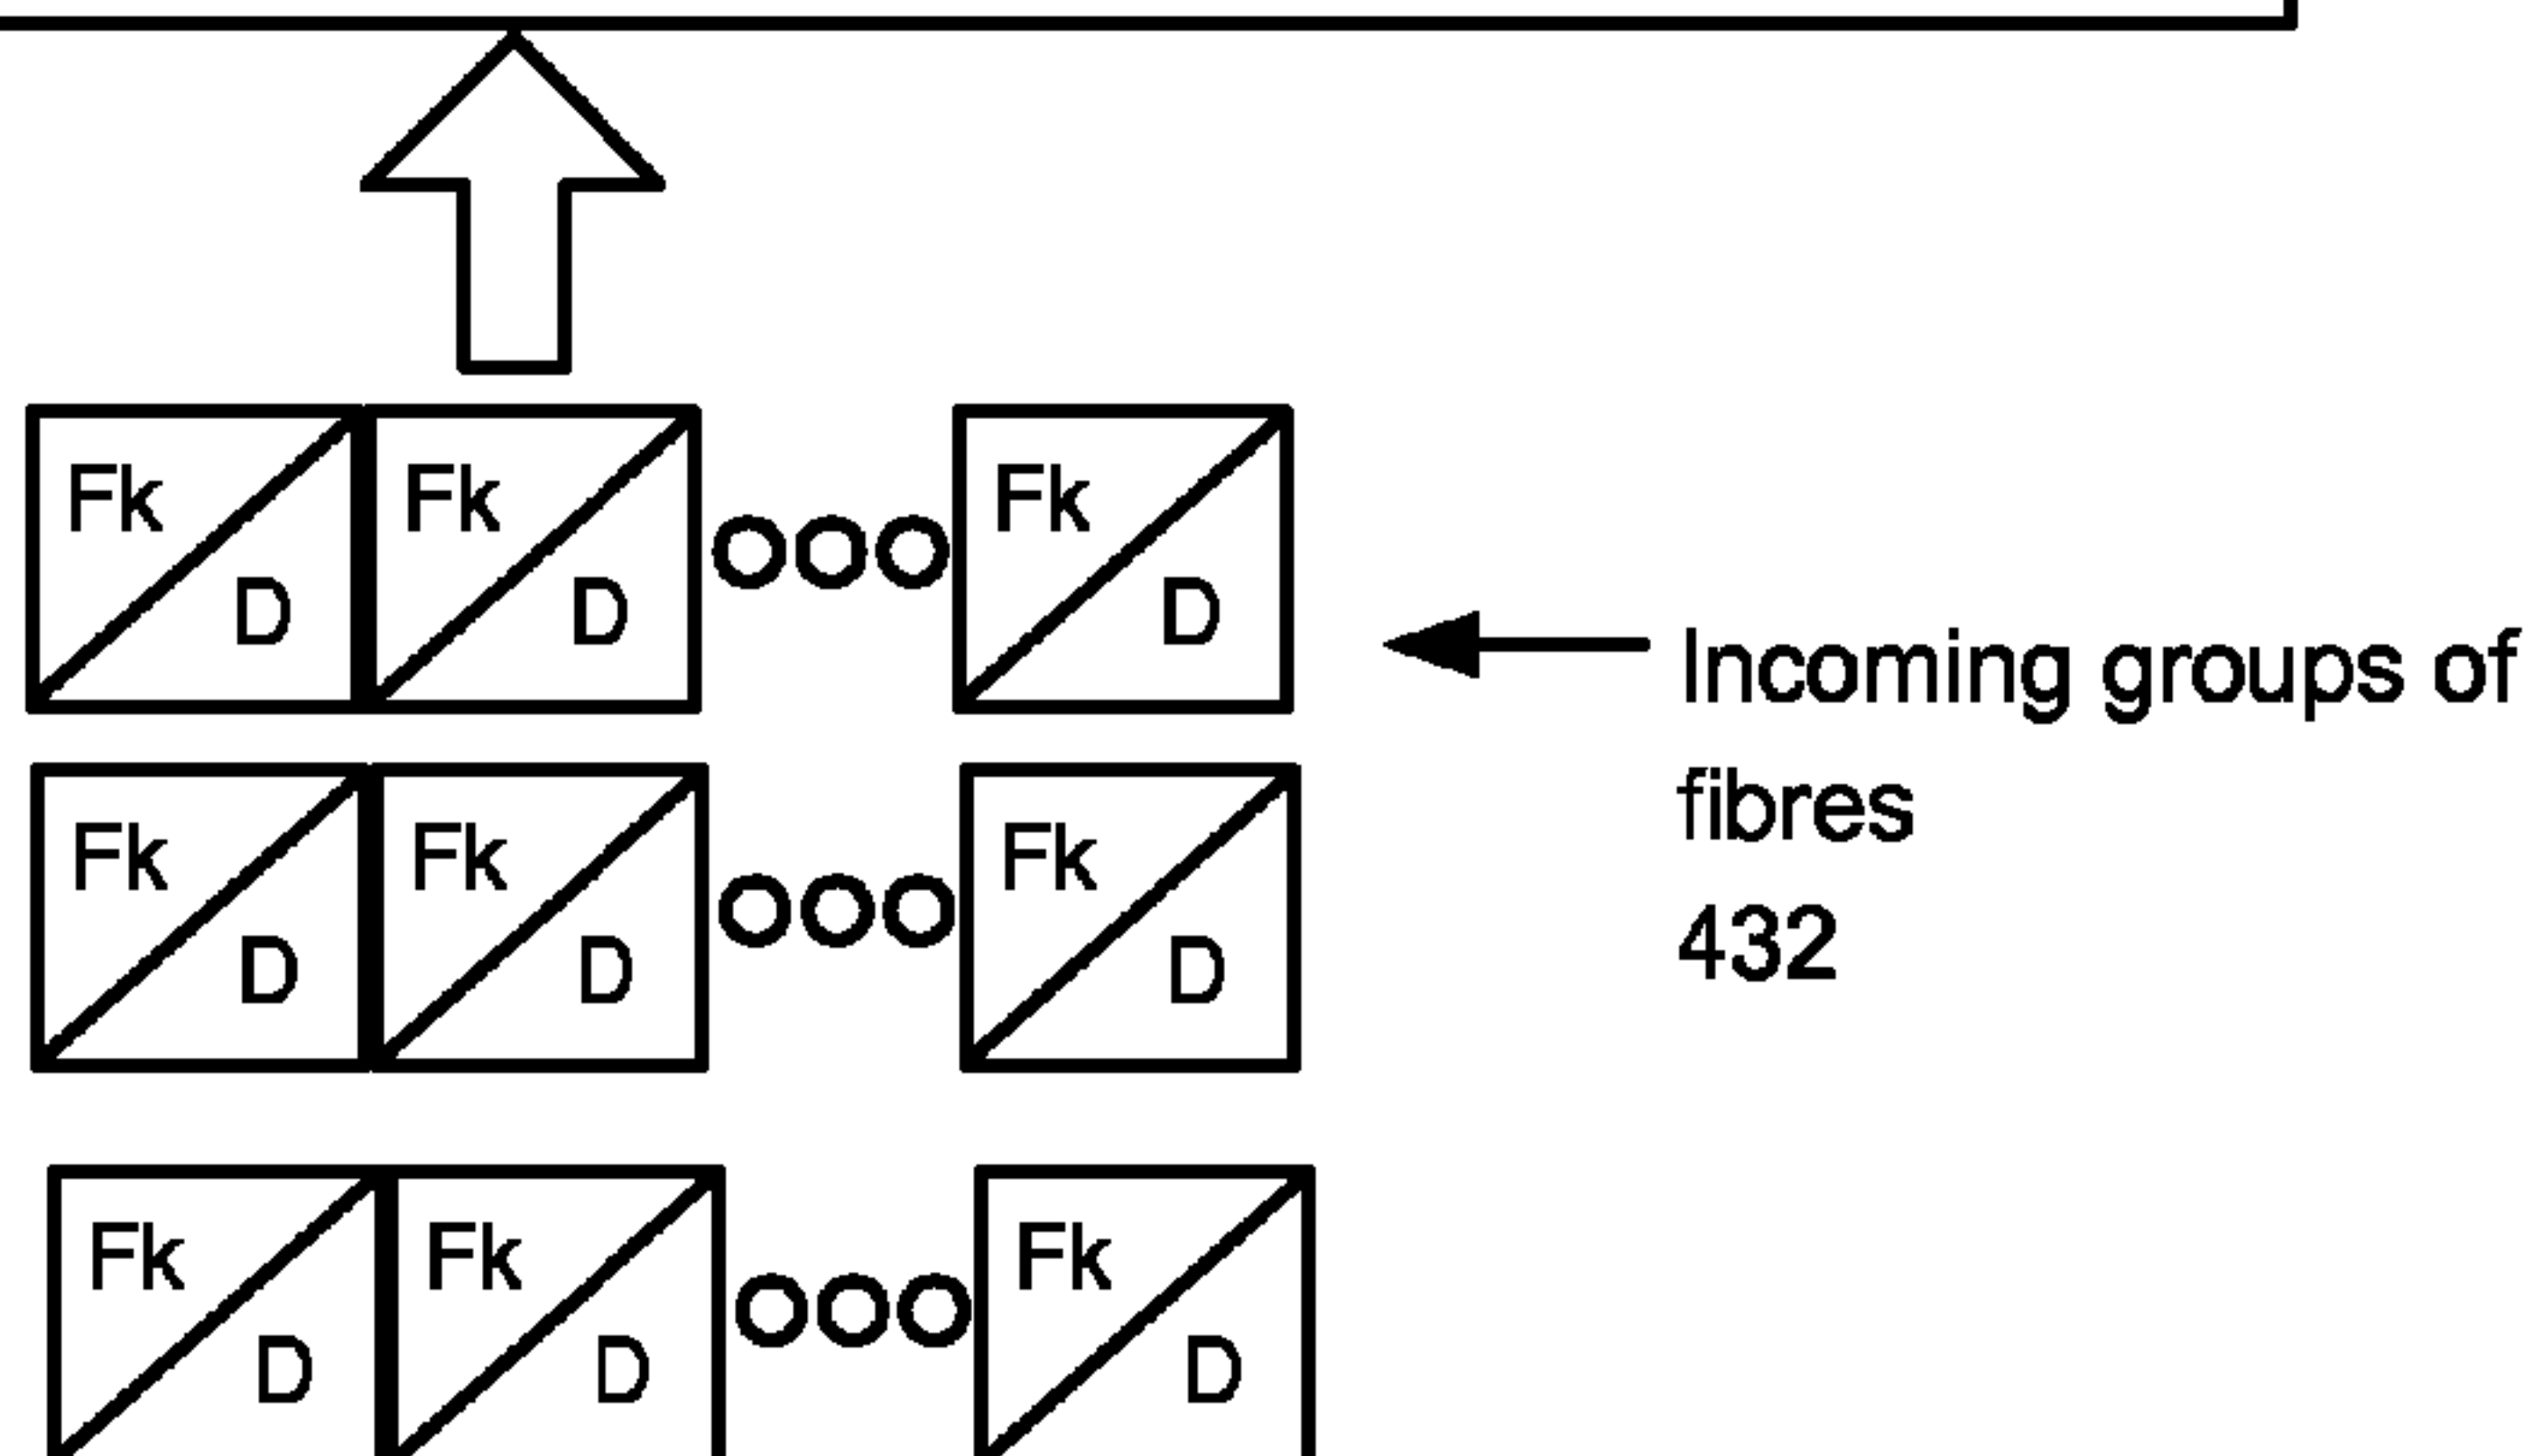 Fk Fk Fk
D D D
Incoming groups of
fibres
432
Fk Fk Fk
D D D
Fk Fk Fk
D D D